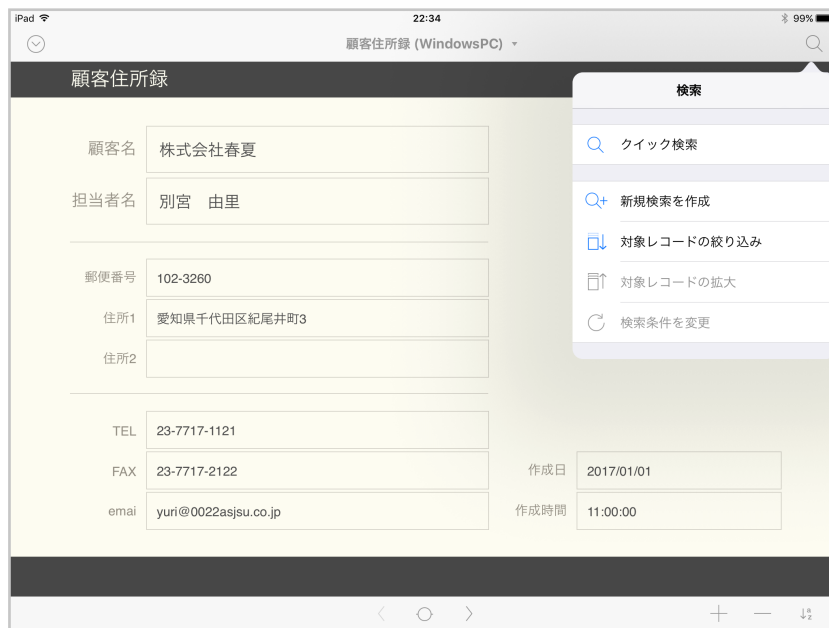 iPad 22:34 99%
顧客住所録 (WindowsPC)
顧客住所録
検索
クイック検索
新規検索を作成
対象レコードの絞り込み
対象レコードの拡大
検索条件を変更
顧客名 株式会社春夏
担当者名 別宮 由里
郵便番号 102-3260
住所1 愛知県千代田区紀尾井町3
住所2
TEL 23-7717-1121
FAX 23-7717-2122
emai yuri@0022asjsu.co.jp
作成日 2017/01/01
作成時間 11:00:00